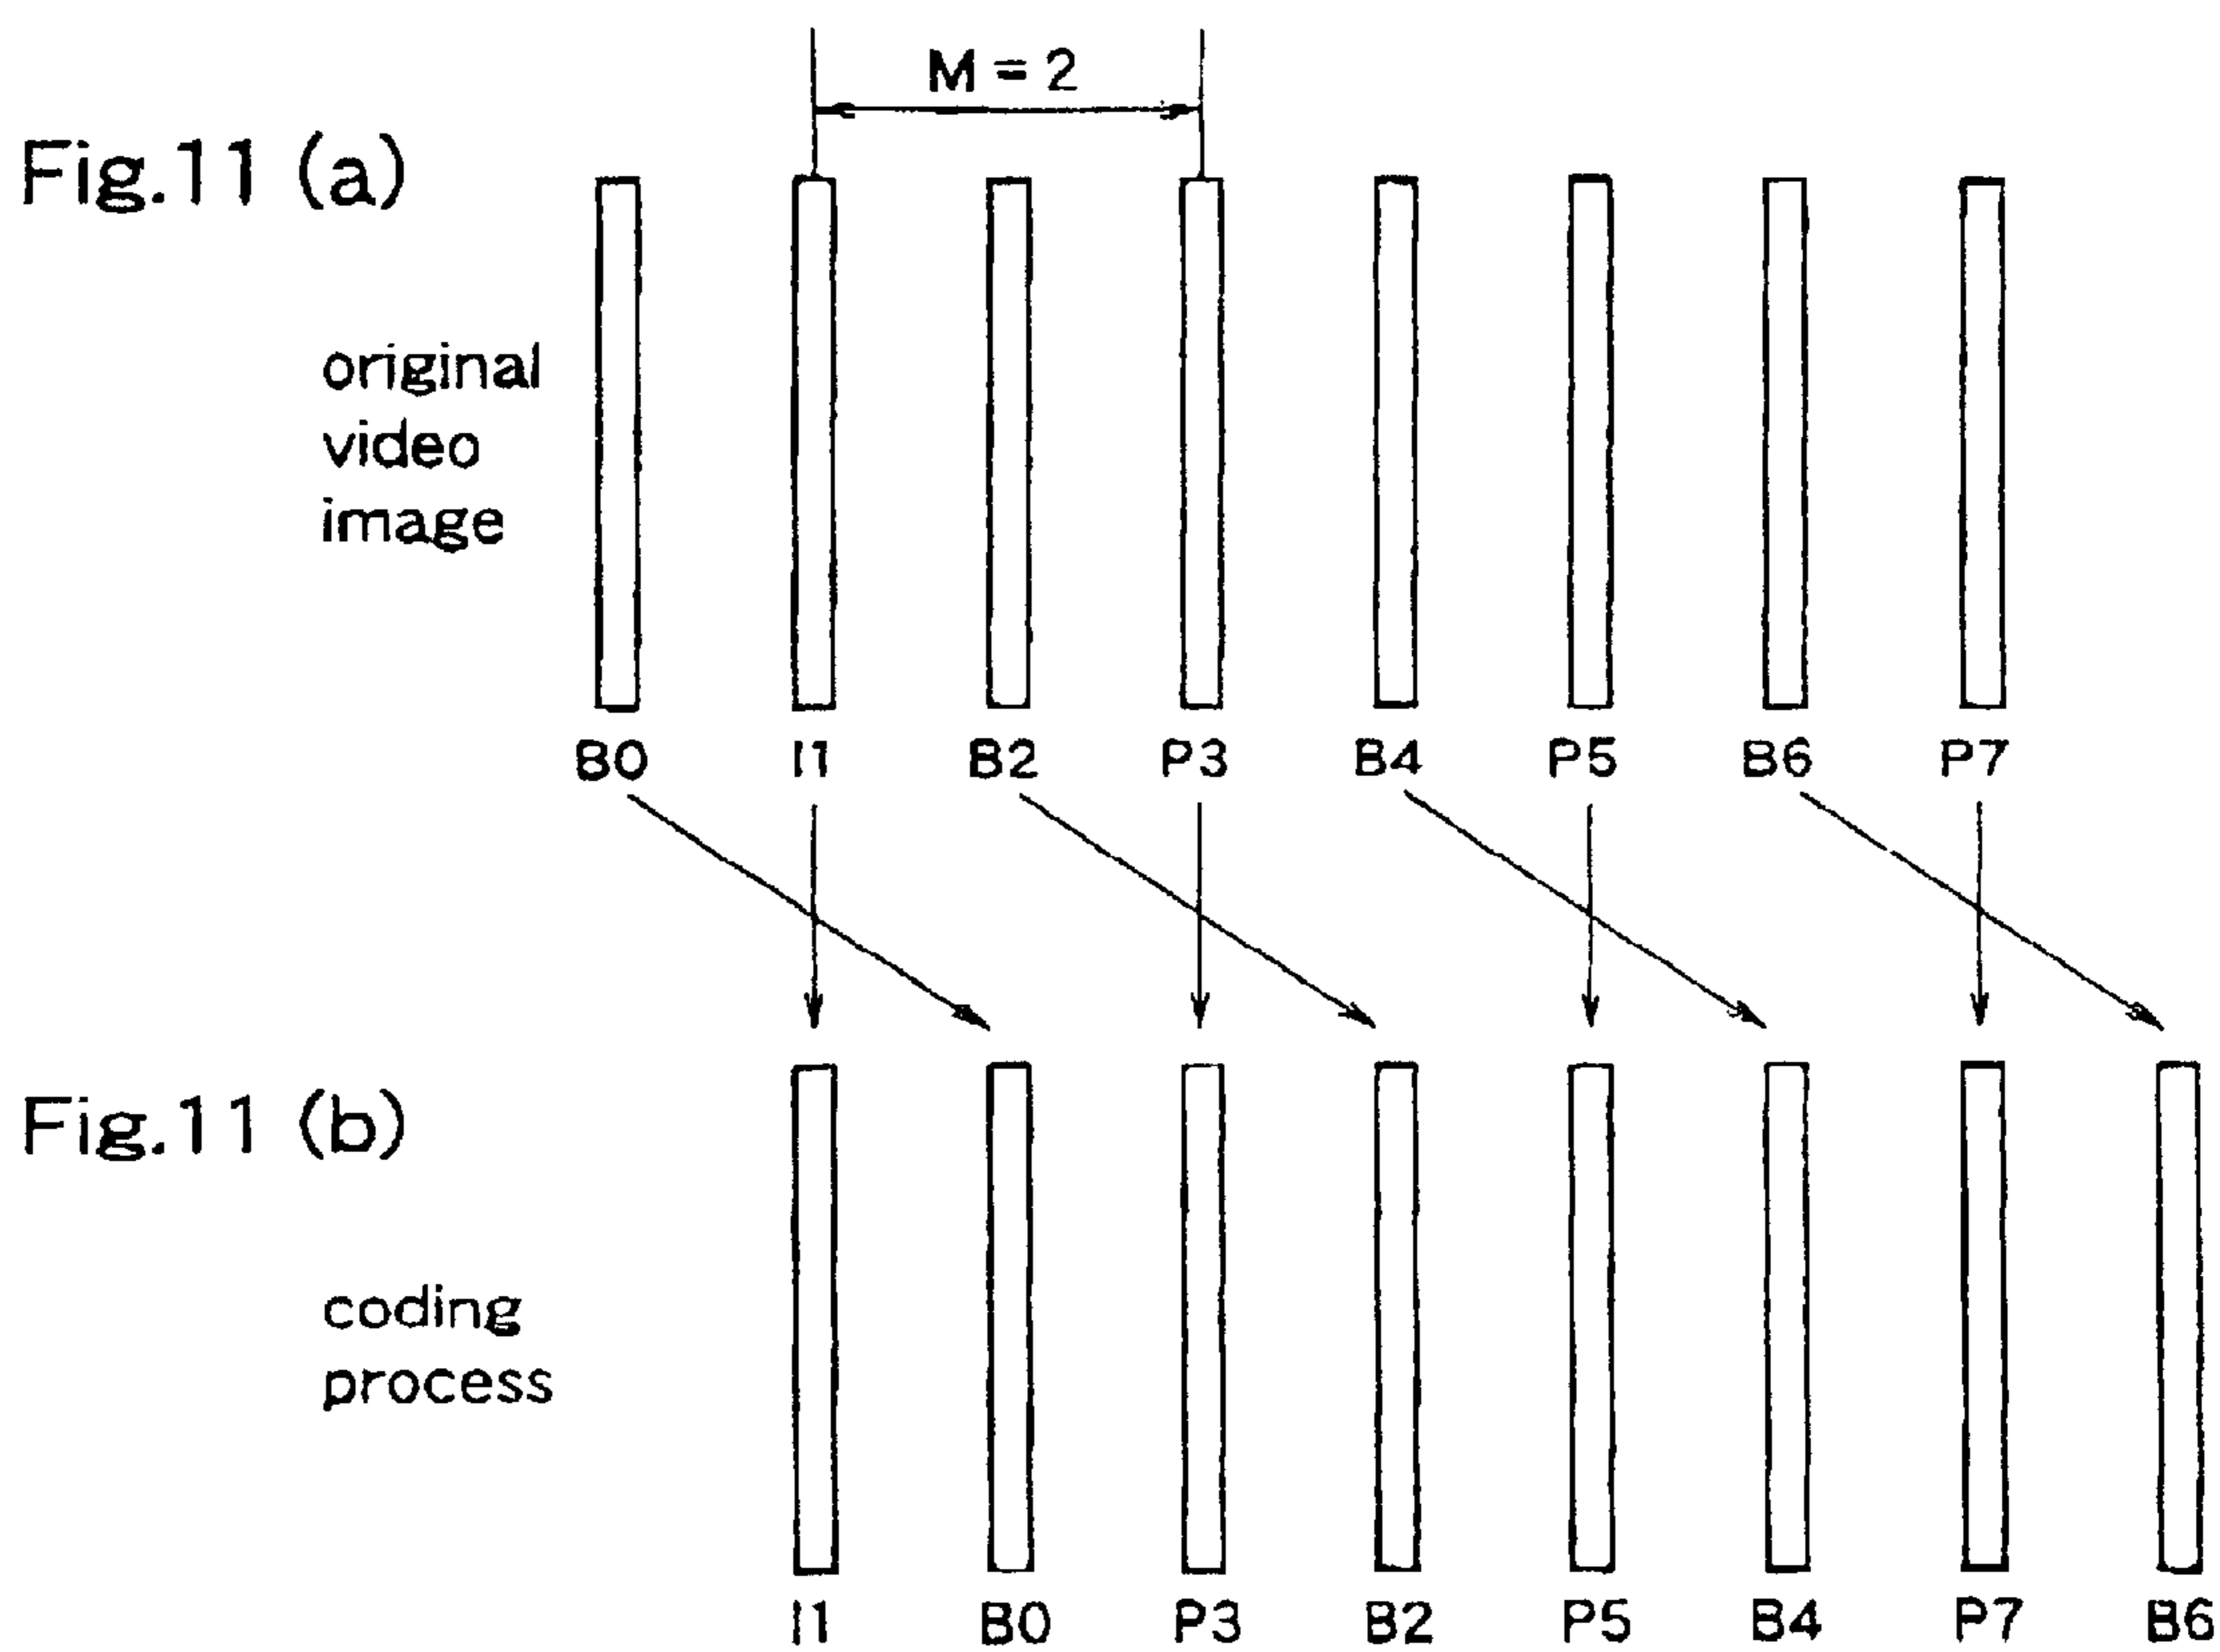 M = 2
Fig.11 (a)
original
video
image
B0 I1 B2 P3 B4 P5 B6 P7
Fig.11 (b)
coding
process
I1 B0 P3 B2 P5 B4 P7 B6